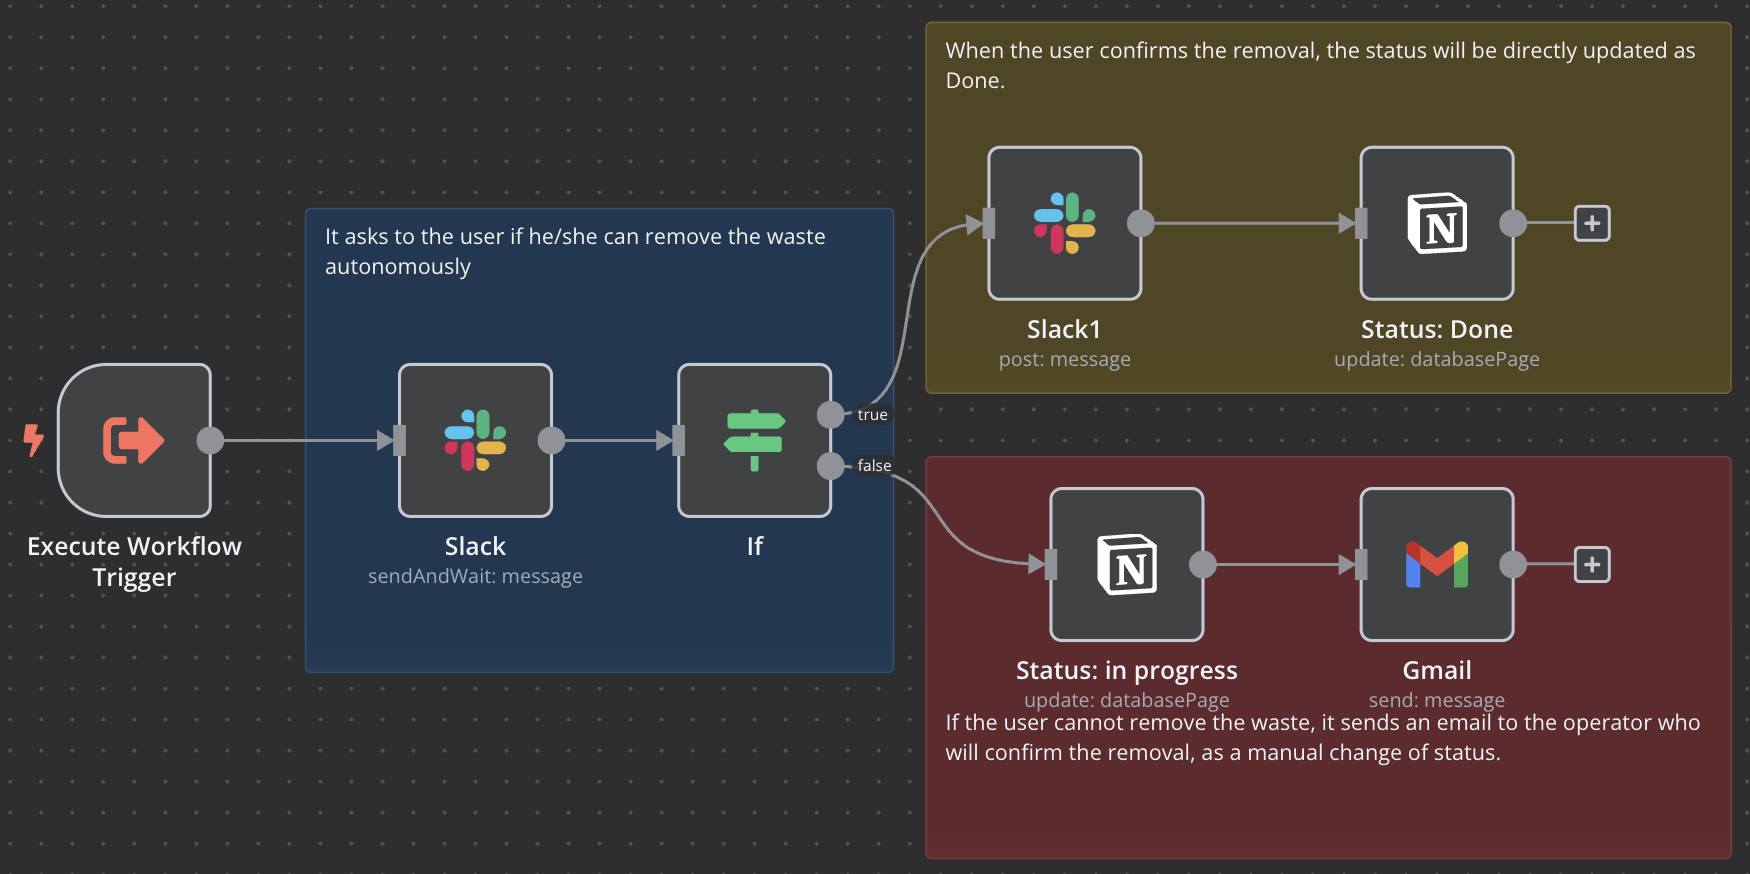 When the user confirms the removal, the status will be directly updated as
Done.
Slack1
post: message
Status: Done
update: databasePage
It asks to the user if he/she can remove the waste
autonomously
Execute Workflow
Trigger
Slack
sendAndWait: message
If
true
false
Status: in progress
update: databasePage
Gmail
send: message
If the user cannot remove the waste, it sends an email to the operator who
will confirm the removal, as a manual change of status.